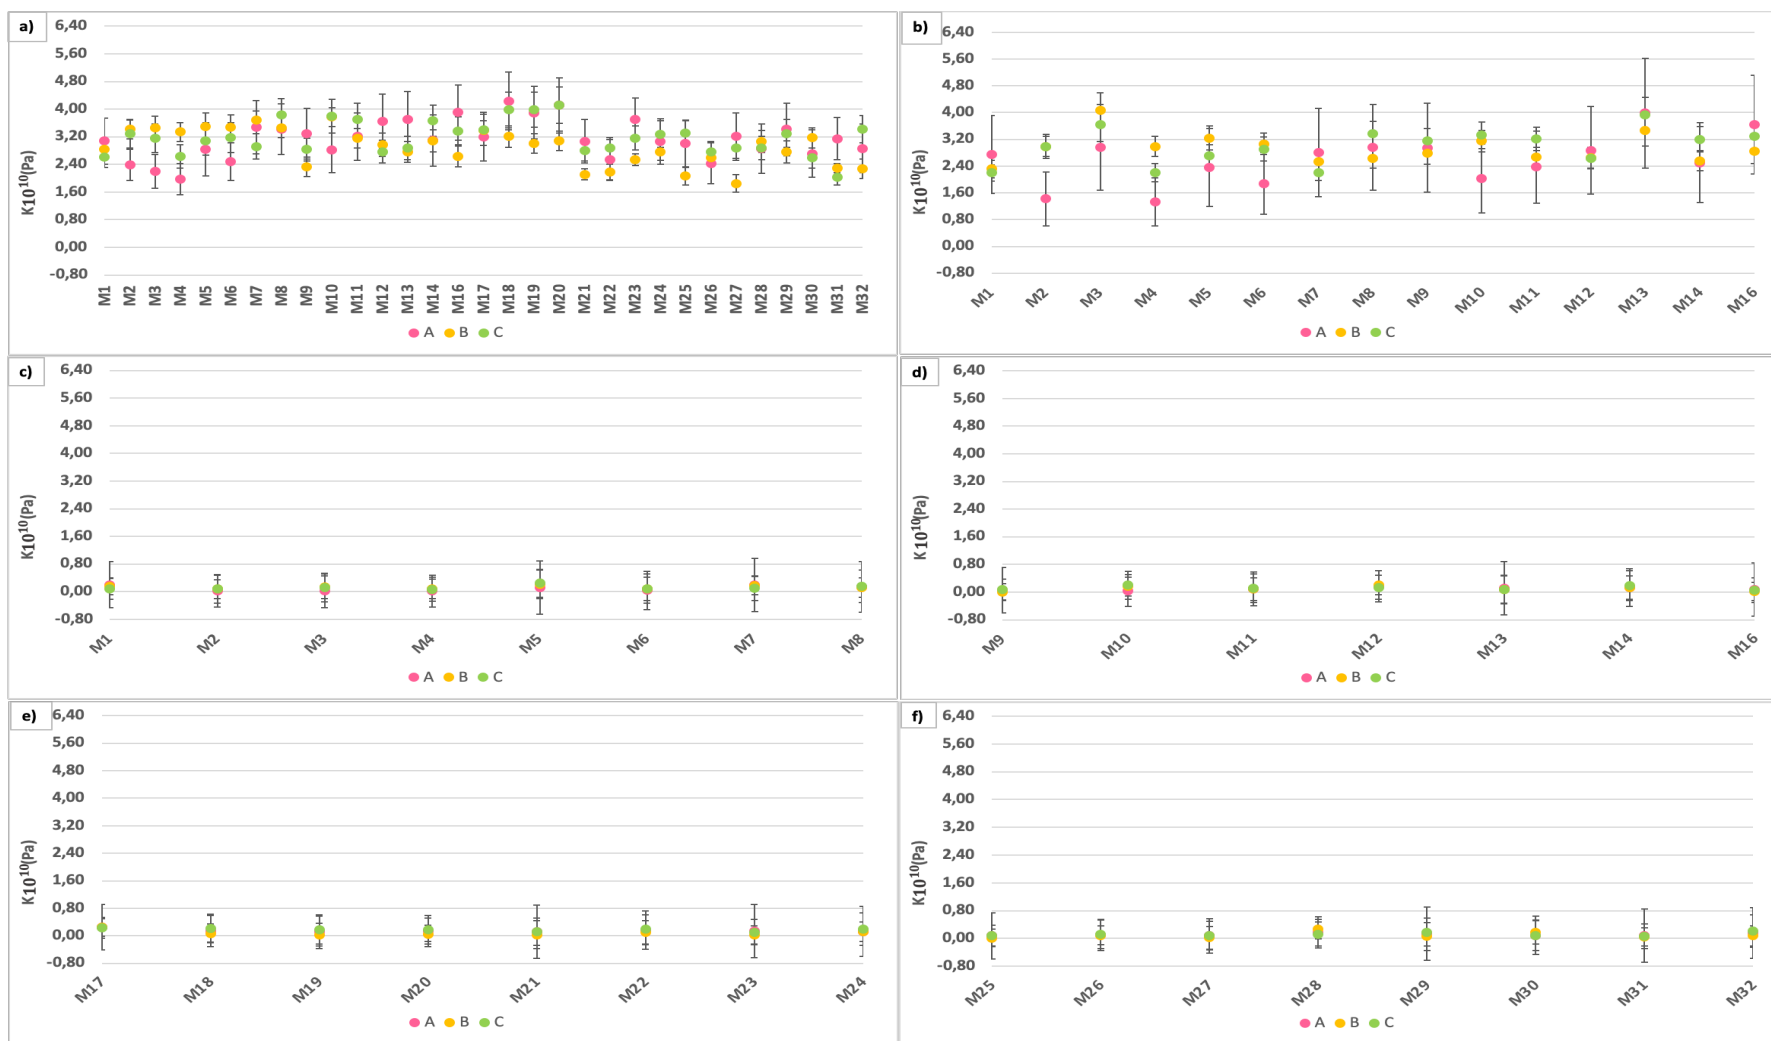 a)
6,40
5,60
4,80
4,00
3,20
2,40
1,60
0,80
0,00
-0,80
K10¹⁰(Pa)
M1 M2 M3 M4 M5 M6 M7 M8 M9 M10 M11 M12 M13 M14 M16 M17 M18 M19 M20 M21 M22 M23 M24 M25 M26 M27 M28 M29 M30 M31 M32
A B C
b)
6,40
5,60
4,80
4,00
3,20
2,40
1,60
0,80
0,00
-0,80
K10¹⁰(Pa)
M1 M2 M3 M4 M5 M6 M7 M8 M9 M10 M11 M12 M13 M14 M16
A B C
c)
6,40
5,60
4,80
4,00
3,20
2,40
1,60
0,80
0,00
-0,80
K10¹⁰(Pa)
M1 M2 M3 M4 M5 M6 M7 M8
A B C
d)
6,40
5,60
4,80
4,00
3,20
2,40
1,60
0,80
0,00
-0,80
K10¹⁰(Pa)
M9 M10 M11 M12 M13 M14 M16
A B C
e)
6,40
5,60
4,80
4,00
3,20
2,40
1,60
0,80
0,00
-0,80
K10¹⁰(Pa)
M17 M18 M19 M20 M21 M22 M23 M24
A B C
f)
6,40
5,60
4,80
4,00
3,20
2,40
1,60
0,80
0,00
-0,80
K10¹⁰(Pa)
M25 M26 M27 M28 M29 M30 M31 M32
A B C